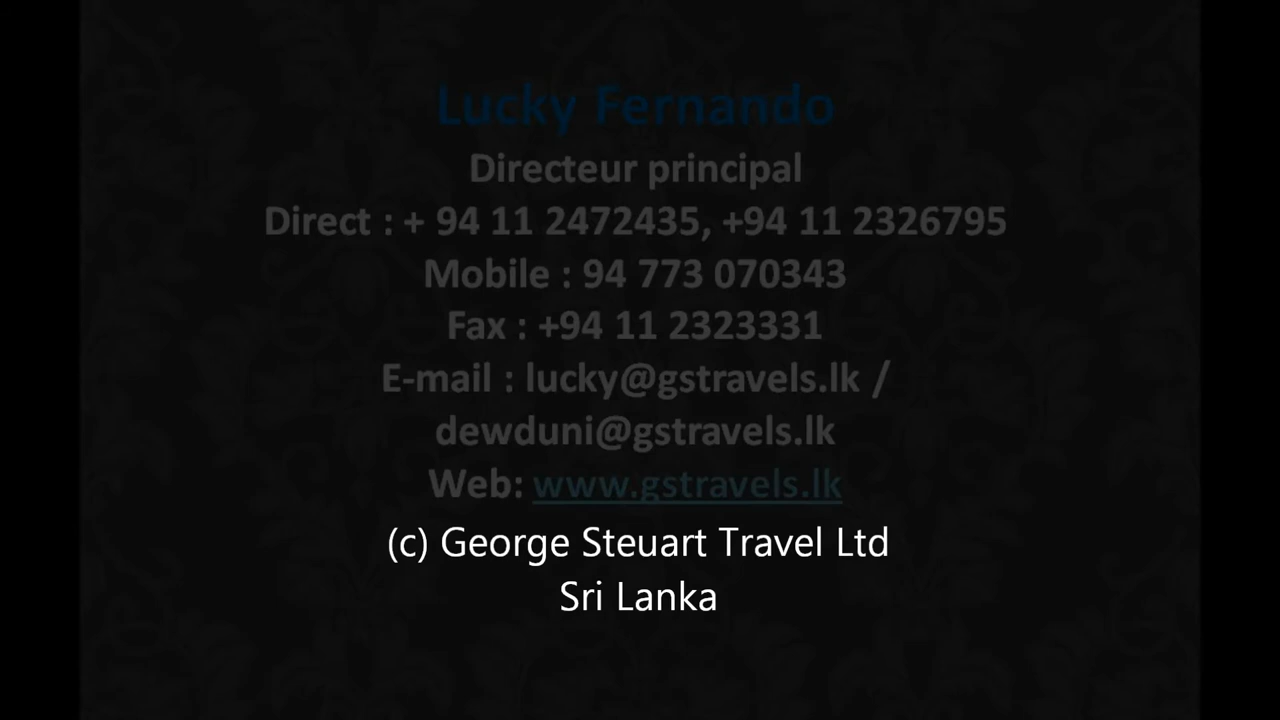 Lucky Fernando
Directeur principal
Direct : + 94 11 2472435, +94 11 2326795
Mobile : 94 773 070343
Fax : +94 11 2323331
E-mail : lucky@gstravels.lk /
dewduni@gstravels.lk
Web: www.gstravels.lk
(c) George Steuart Travel Ltd
Sri Lanka